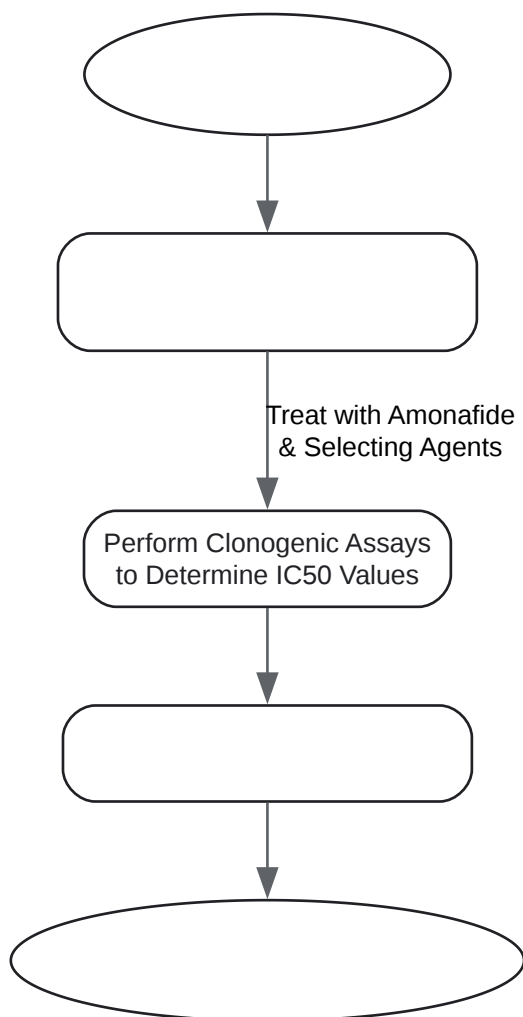 Treat with Amonafide
& Selecting Agents
Perform Clonogenic Assays
to Determine IC50 Values